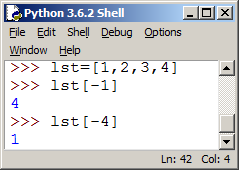 Python 3.6.2 Shell
File Edit Shell Debug Options
Window Help
>>> lst=[1,2,3,4]
>>> lst[-1]
4
>>> lst[-4]
1
Ln: 42 Col: 4